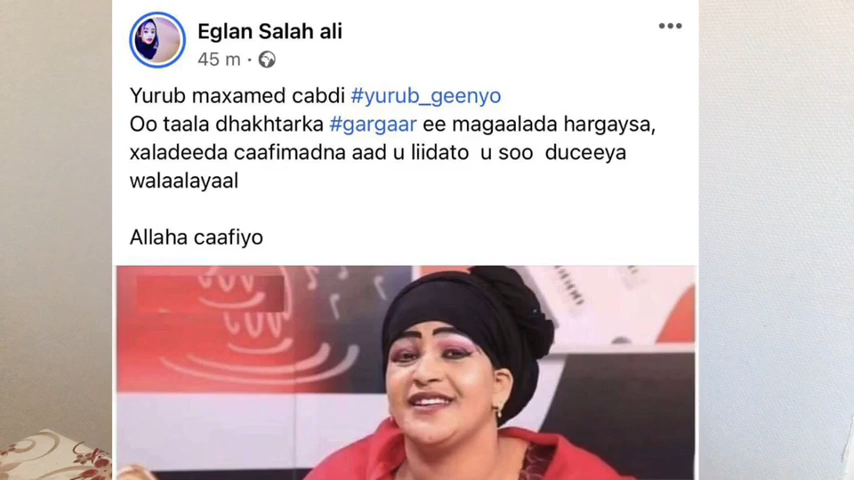 Eglan Salah ali
45 m ·
Yurub maxamed cabdi #yurub_geenyo
Oo taala dhakhtarka #gargaar ee magaalada hargaysa,
xaladeeda caafimadna aad u liidato u soo duceeya
walaalayaal
Allaha caafiyo